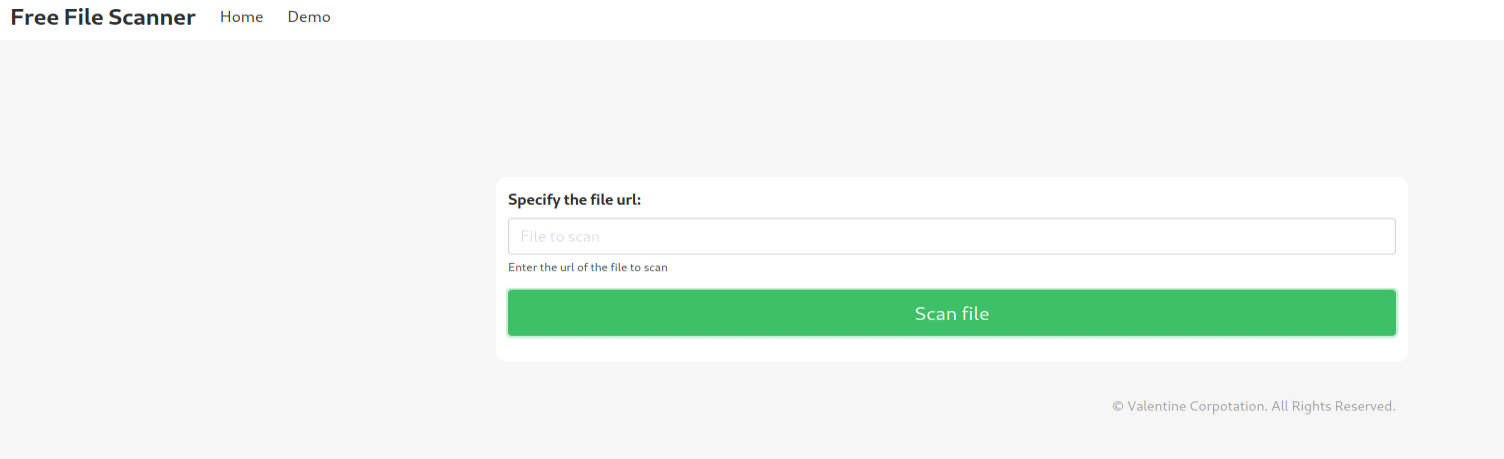 Free File Scanner Home Demo
Specify the file url:
File to scan
Enter the url of the file to scan
Scan file
© Valentine Corpotation. All Rights Reserved.